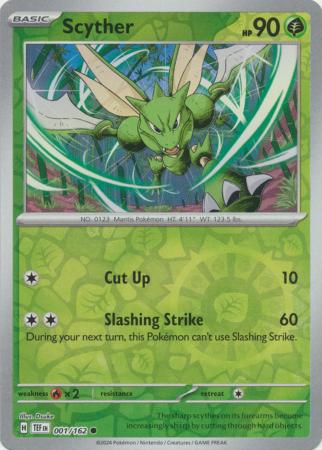 BASIC
Scyther
HP 90
NO. 0123 Mantis Pokémon HT: 4'11" WT: 123.5 lbs.
Cut Up 10
Slashing Strike 60
During your next turn, this Pokémon can't use Slashing Strike.
weakness ×2 resistance retreat
Illus. Dsuke
H TEF EN 001/162
The sharp scythes on its forearms become
increasingly sharp by cutting through hard objects.
©2024 Pokémon / Nintendo / Creatures / GAME FREAK